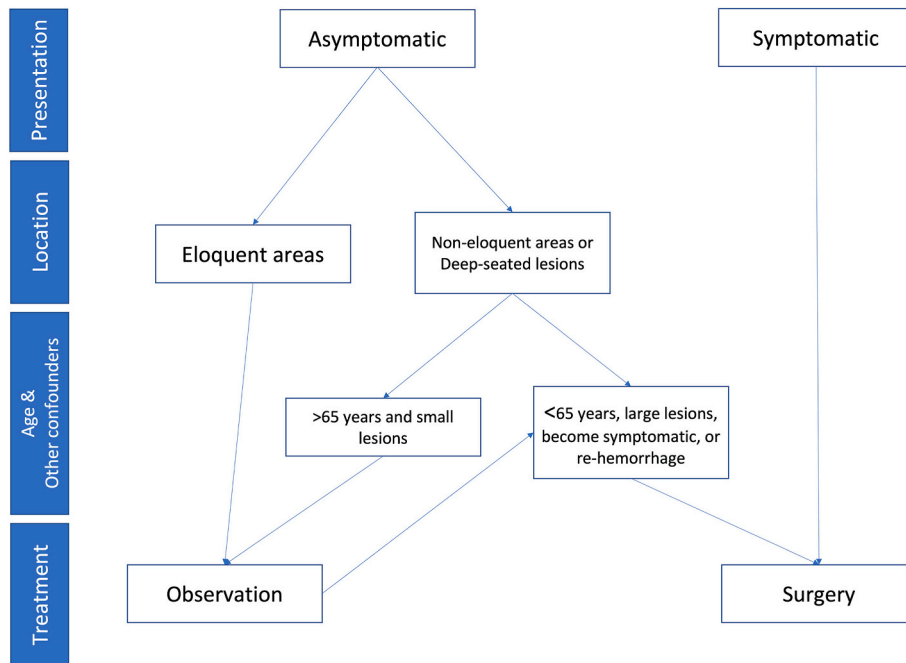 Presentation
Asymptomatic
Symptomatic
Location
Eloquent areas
Non-eloquent areas or
Deep-seated lesions
Age &
Other confounders
>65 years and small
lesions
<65 years, large lesions,
become symptomatic, or
re-hemorrhage
Treatment
Observation
Surgery